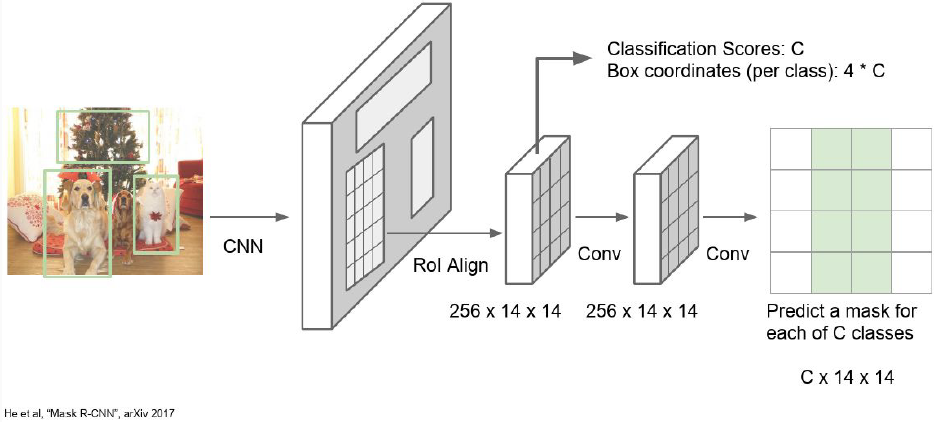 Classification Scores: C
Box coordinates (per class): 4 * C
CNN
RoI Align
Conv
Conv
256 x 14 x 14
256 x 14 x 14
Predict a mask for
each of C classes
C x 14 x 14
He et al, “Mask R-CNN”, arXiv 2017